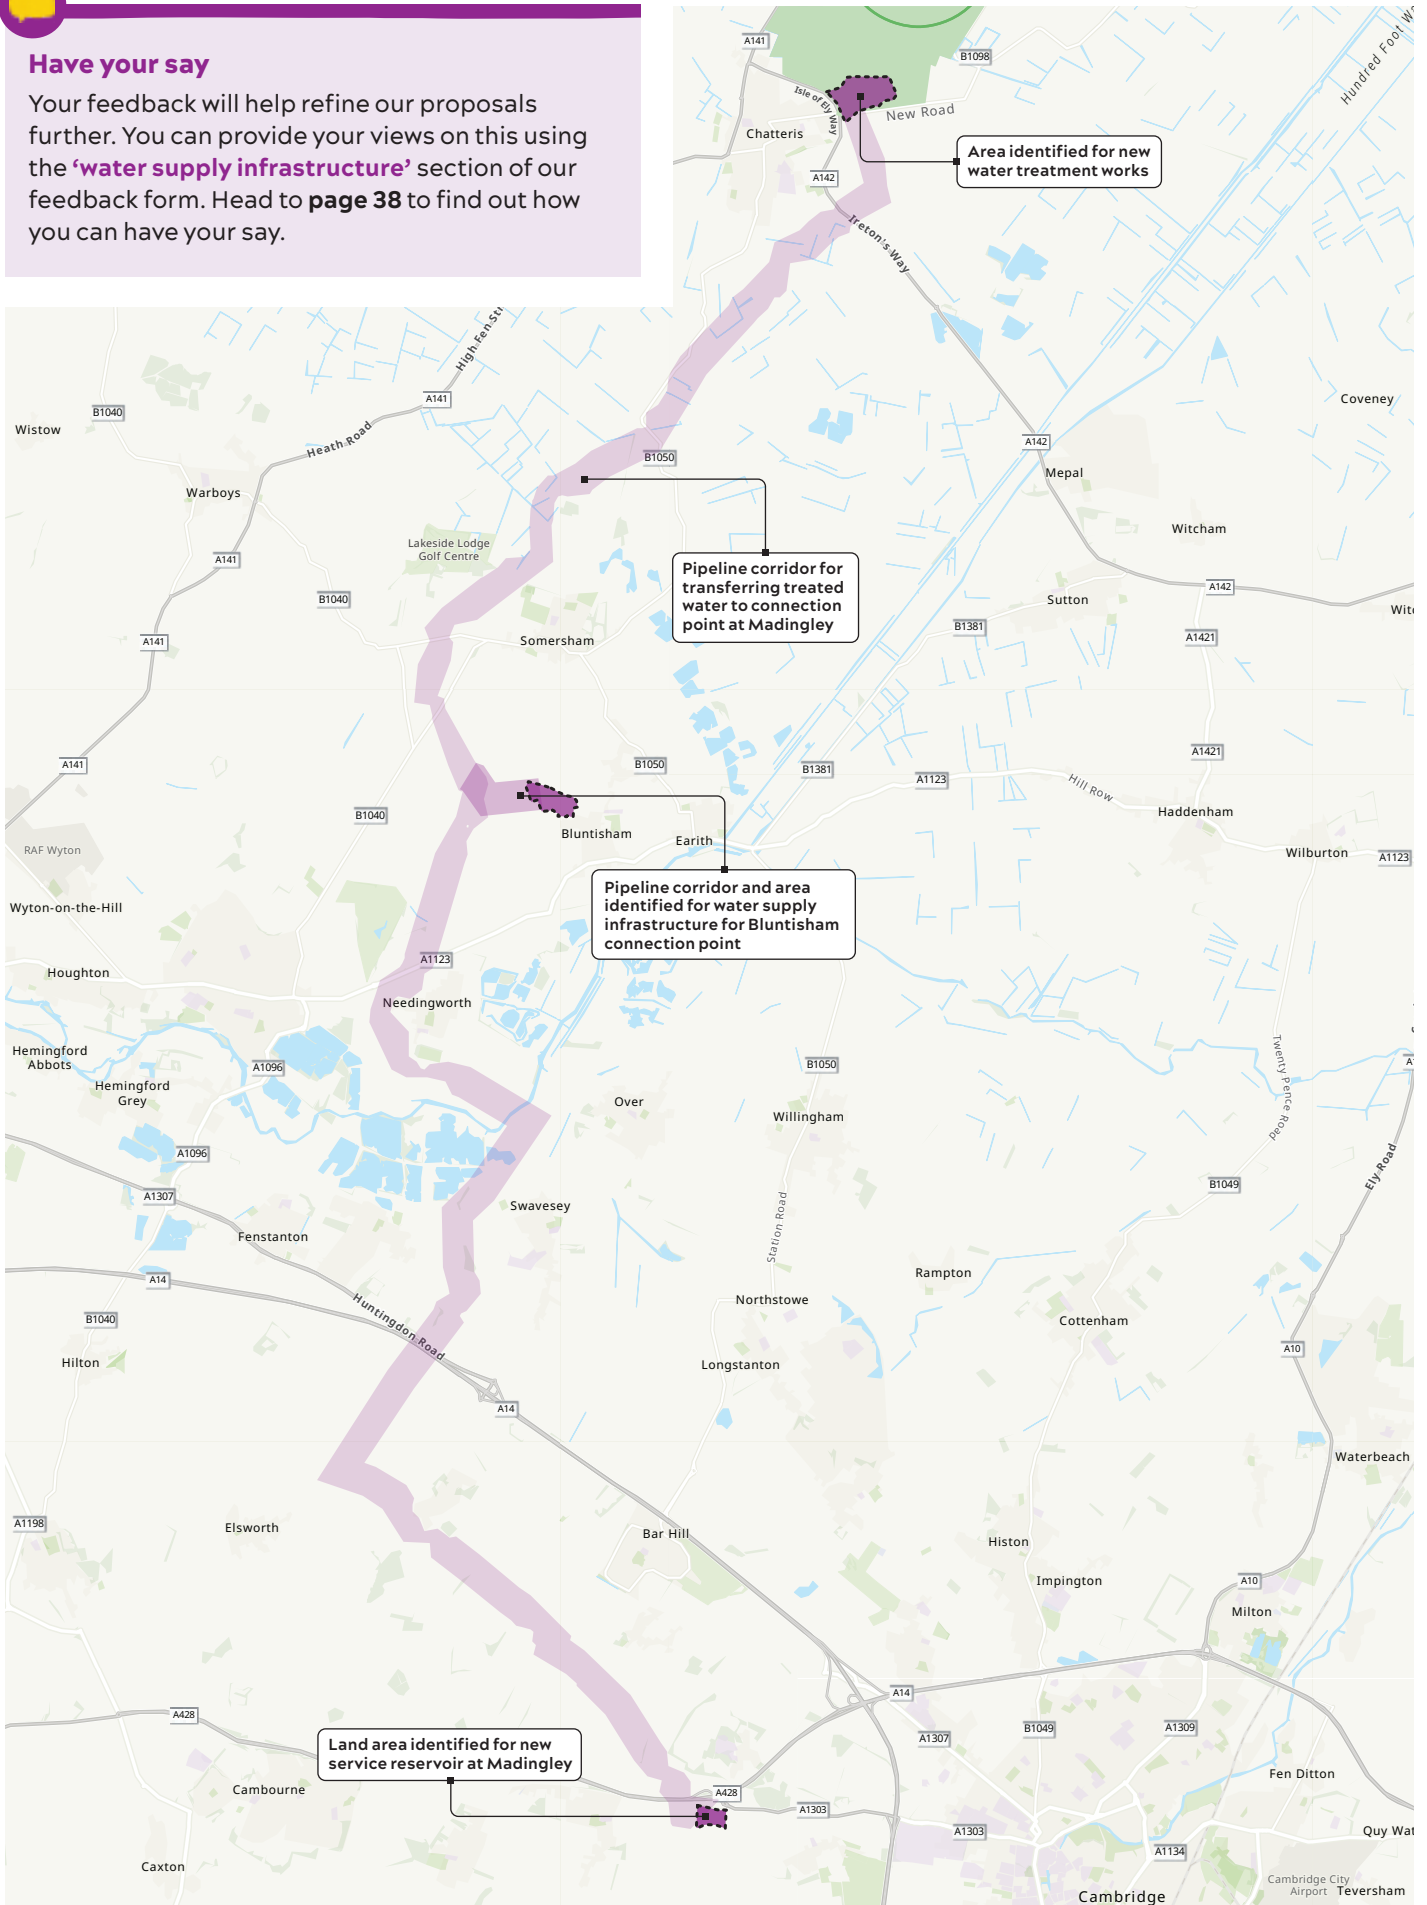 Have your say
Your feedback will help refine our proposals
further. You can provide your views on this using
the ‘water supply infrastructure’ section of our
feedback form. Head to page 38 to find out how
you can have your say.
A141
B1098
Hundred Foot
Isle of Ely Way
New Road
Chatteris
Area identified for new
water treatment works
A142
Ireton's Way
High Fen
A141
B1040
Coveney
Wistow
Heath Road
A142
B1050
Mepal
Warboys
Witcham
Lakeside Lodge
Golf Centre
A141
Pipeline corridor for
transferring treated
water to connection
point at Madingley
A142
B1040
Sutton
B1381
A1421
A141
Somersham
A1421
A141
B1050
B1381
A1123
Hill Row
B1040
Haddenham
Bluntisham
Earith
RAF Wyton
Wilburton
A1123
Pipeline corridor and area
identified for water supply
infrastructure for Bluntisham
connection point
Wyton-on-the-Hill
A1123
Houghton
Needingworth
Hemingford
Abbots
A1096
B1050
Twenty Pence Road
Hemingford
Grey
Over
Willingham
A1096
Ely Road
B1049
A1307
Swavesey
Station Road
Fenstanton
Rampton
A14
Huntingdon Road
Northstowe
B1040
Cottenham
A10
Hilton
Longstanton
A14
Waterbeach
A1198
Elsworth
Bar Hill
Histon
Impington
A10
Milton
A14
A428
B1049
A1309
A1307
Land area identified for new
service reservoir at Madingley
Fen Ditton
Cambourne
A428
A1303
A1303
Quy
A1134
Caxton
Cambridge City
Airport
Teversham
Cambridge